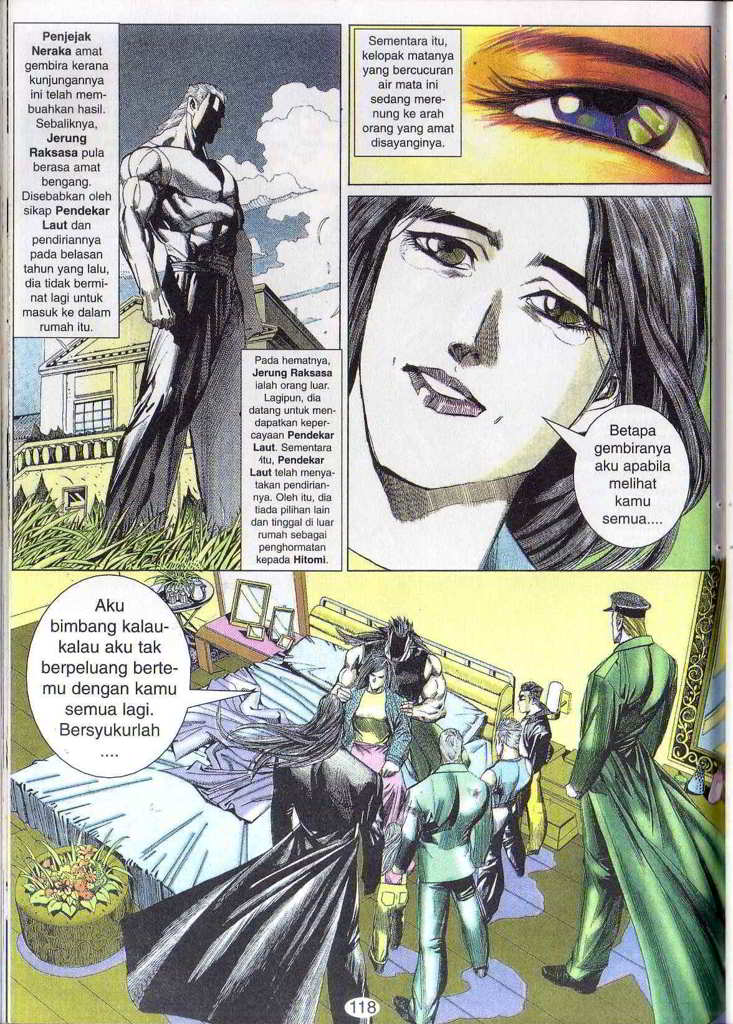 Penjejak
Neraka amat
gembira kerana
kunjungannya
ini telah mem-
buahkan hasil.
Sebaliknya,
Jerung
Raksasa pula
berasa amat
bengang.
Disebabkan oleh
sikap Pendekar
Laut dan
pendiriannya
pada belasan
tahun yang lalu,
dia tidak bermi-
nat lagi untuk
masuk ke dalam
rumah itu.
Pada hematnya,
Jerung Raksasa
ialah orang luar.
Lagipun, dia
datang untuk men-
dapatkan keper-
cayaan Pendekar
Laut. Sementara
itu, Pendekar
Laut telah menya-
takan pendirian-
nya. Oleh itu, dia
tiada pilihan lain
dan tinggal di luar
rumah sebagai
penghormatan
kepada Hitomi.
Sementara itu,
kelopak matanya
yang bercucuran
air mata ini
sedang mere-
nung ke arah
orang yang amat
disayanginya.
Betapa
gembiranya
aku apabila
melihat
kamu
semua....
Aku
bimbang kalau-
kalau aku tak
berpeluang berte-
mu dengan kamu
semua lagi.
Bersyukurlah
....
118